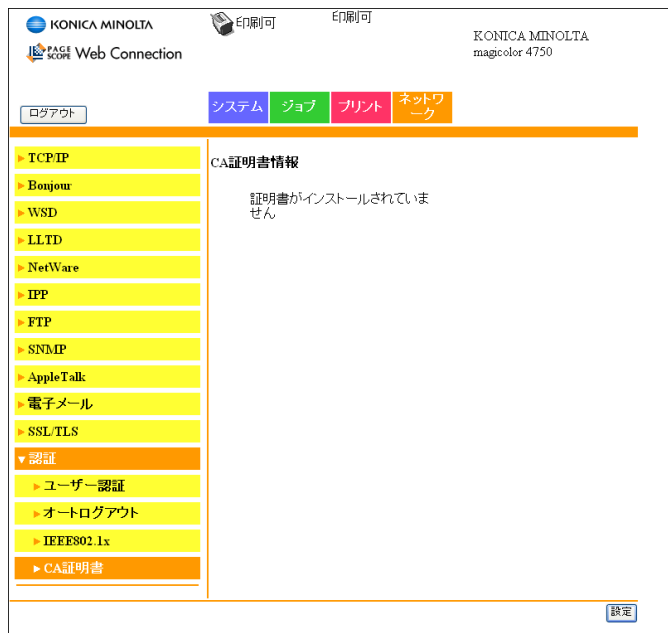 KONICA MINOLTA
PAGE SCOPE Web Connection
印刷可
印刷可
KONICA MINOLTA
magicolor 4750
ログアウト
システム
ジョブ
プリント
ネットワ
ーク
TCP/IP
Bonjour
WSD
LLTD
NetWare
IPP
FTP
SNMP
AppleTalk
電子メール
SSL/TLS
認証
ユーザー認証
オートログアウト
IEEE802.1x
CA証明書
CA証明書情報
証明書がインストールされていま
せん
設定